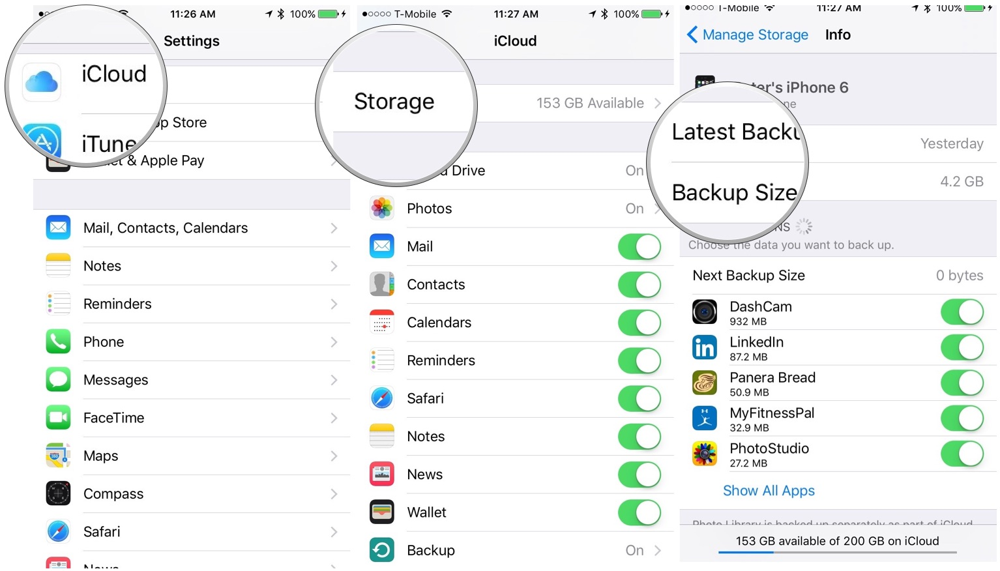 11:26 AM
100%
Settings
iCloud
iTune
pp Store
& Apple Pay
Mail, Contacts, Calendars
Notes
Reminders
Phone
Messages
FaceTime
Maps
Compass
Safari
News
T-Mobile
11:27 AM
100%
iCloud
Storage
153 GB Available
Drive
On
Photos
On
Mail
Contacts
Calendars
Reminders
Safari
Notes
News
Wallet
Backup
On
T-Mobile
11:27 AM
100%
Manage Storage
Info
ter's iPhone 6
ne
Latest Backu
Yesterday
Backup Size
4.2 GB
NS
Choose the data you want to back up.
Next Backup Size
0 bytes
DashCam
932 MB
LinkedIn
87.2 MB
Panera Bread
50.9 MB
MyFitnessPal
32.9 MB
PhotoStudio
27.2 MB
Show All Apps
Photo Library is backed up separately as part of iCloud
153 GB available of 200 GB on iCloud